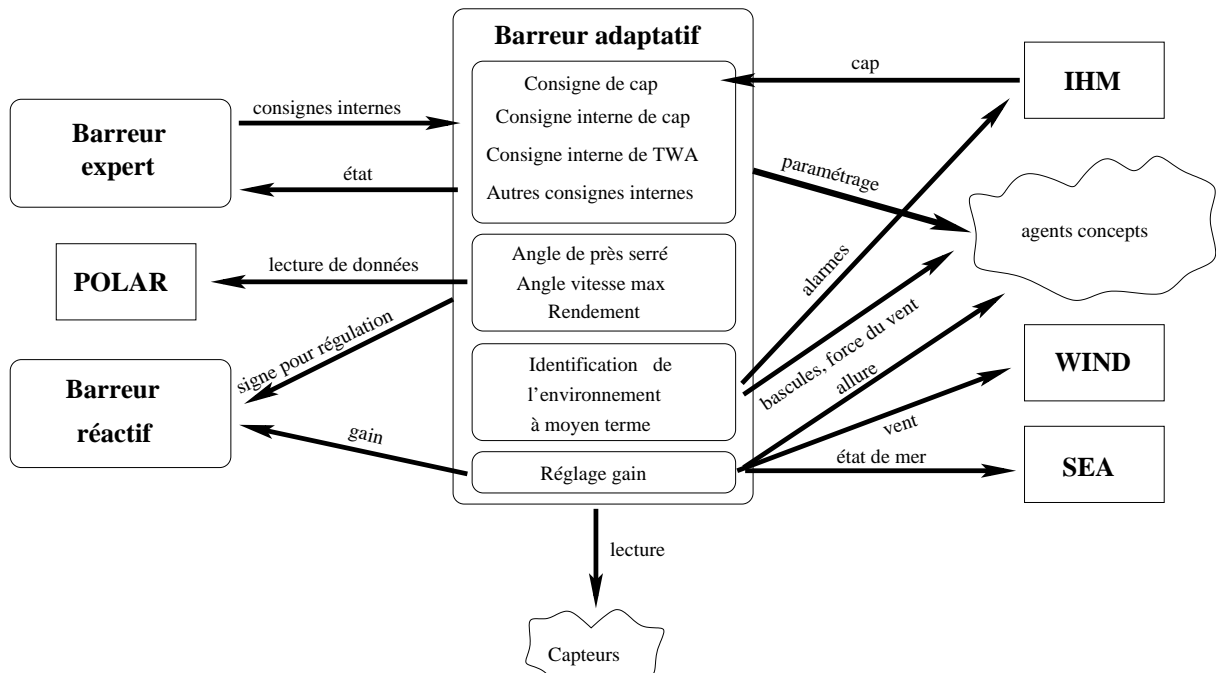 Barreur adaptatif
Consigne de cap
Consigne interne de cap
Consigne interne de TWA
Autres consignes internes
Angle de près serré
Angle vitesse max
Rendement
Identification de
l'environnement
à moyen terme
Réglage gain
Barreur
expert
consignes internes
état
POLAR
lecture de données
signe pour régulation
Barreur
réactif
gain
cap
IHM
paramétrage
agents concepts
alarmes
bascules, force du vent
allure
WIND
vent
état de mer
SEA
lecture
Capteurs